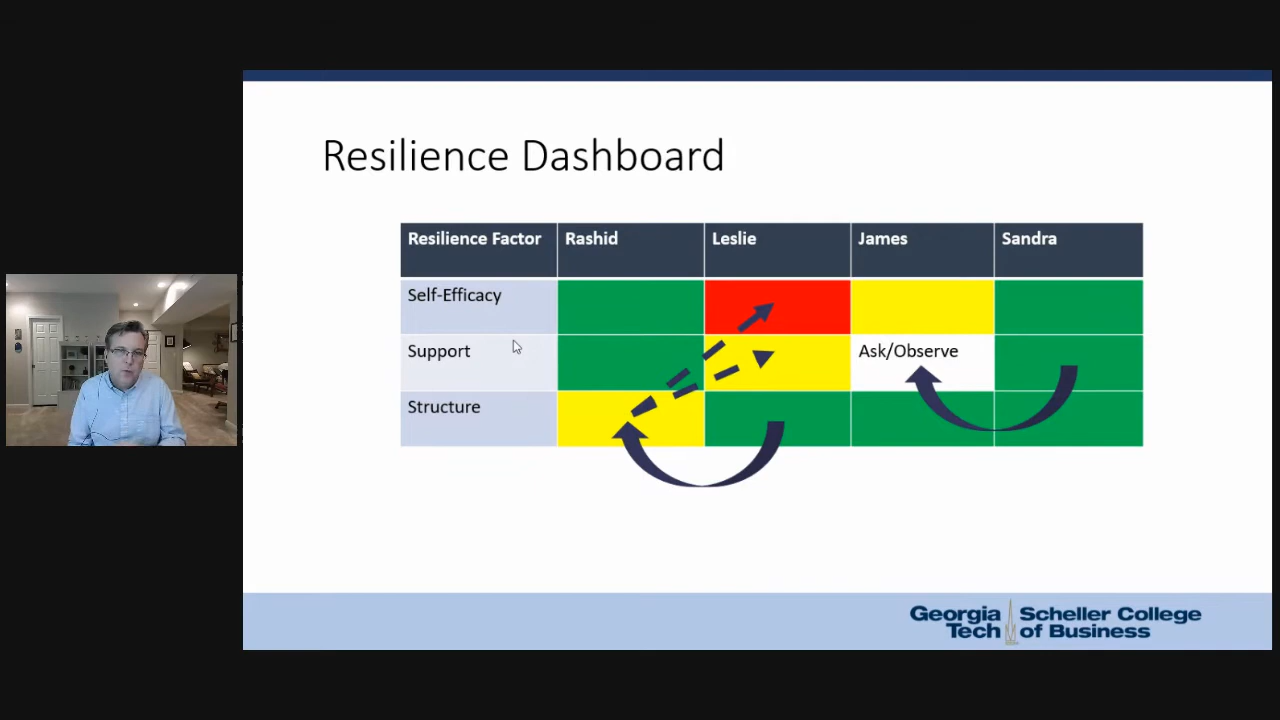 Resilience Dashboard
Resilience Factor Rashid Leslie James Sandra
Self-Efficacy
Support Ask/Observe
Structure
Georgia Tech Scheller College of Business